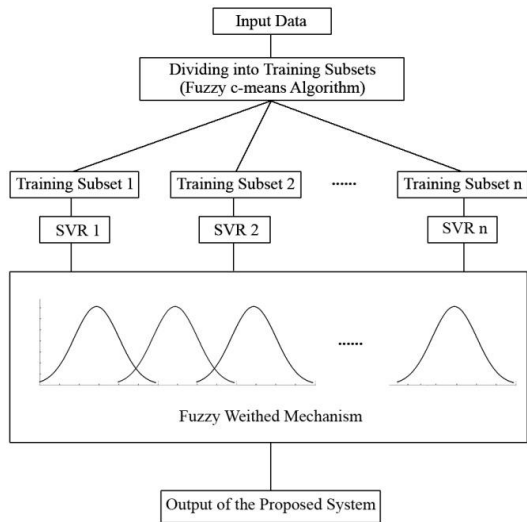 Input Data
Dividing into Training Subsets
(Fuzzy c-means Algorithm)
Training Subset 1
Training Subset 2
......
Training Subset n
SVR 1
SVR 2
SVR n
......
Fuzzy Weithed Mechanism
Output of the Proposed System